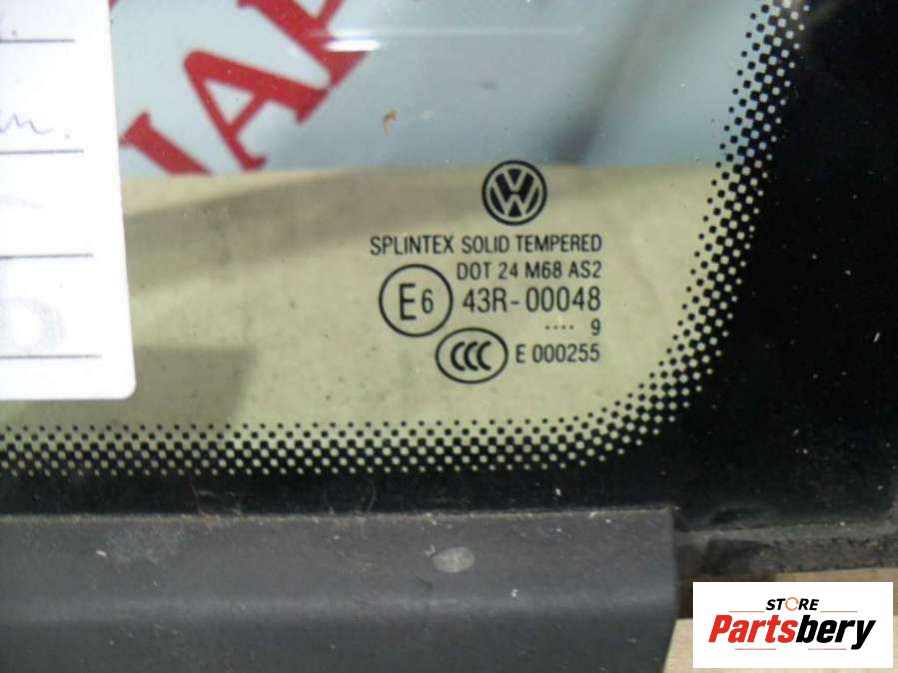 SPLINTEX SOLID TEMPERED
DOT 24 M68 AS2
E6 43R-00048
.... 9
CCC E 000255
STORE
Partsbery